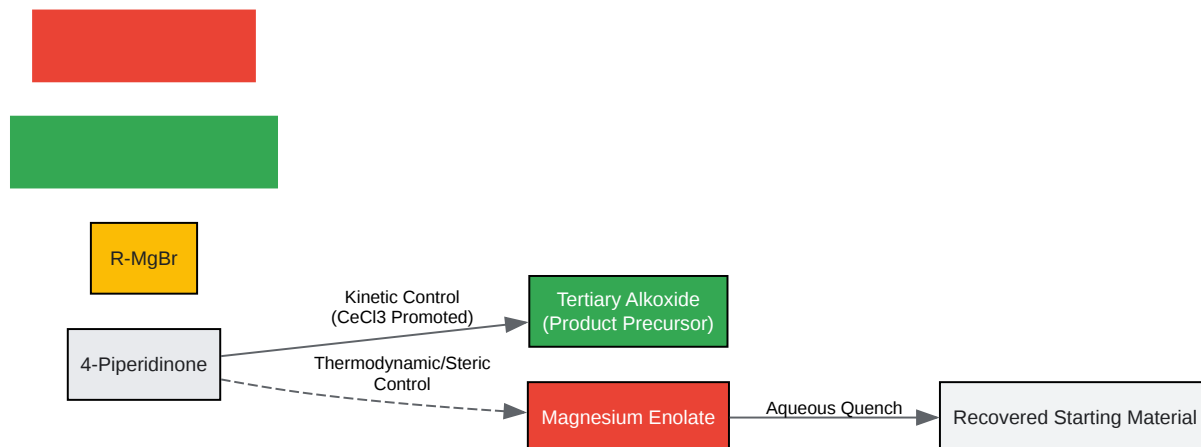 R-MgBr
4-Piperidinone
Kinetic Control
(CeCl3 Promoted)
Thermodynamic/Steric
Control
Tertiary Alkoxide
(Product Precursor)
Magnesium Enolate
Aqueous Quench
Recovered Starting Material